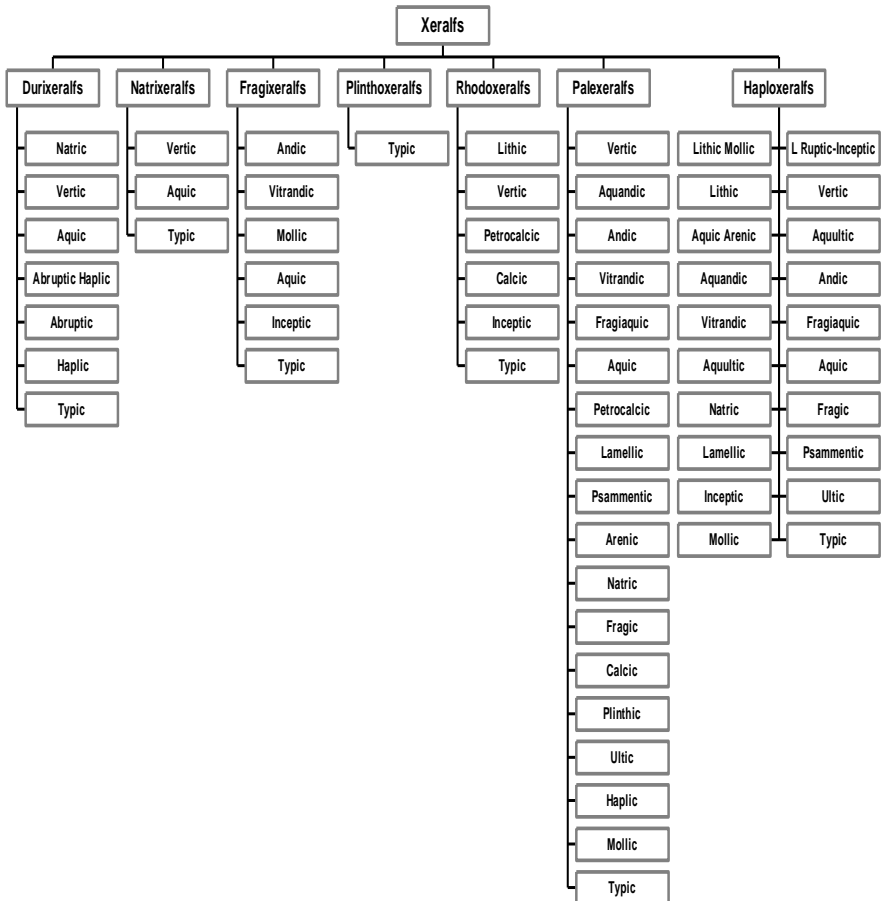 Xeralfs
Durixeralfs
Natrixeralfs
Fragixeralfs
Plinthoxeralfs
Rhodoxeralfs
Palexeralfs
Haploxeralfs
Natric
Vertic
Aquic
Abruptic Haplic
Abruptic
Haplic
Typic
Vertic
Aquic
Typic
Andic
Vitrandic
Mollic
Aquic
Inceptic
Typic
Typic
Lithic
Vertic
Petrocalcic
Calcic
Inceptic
Typic
Vertic
Aquandic
Andic
Vitrandic
Fragiaquic
Aquic
Petrocalcic
Lamellic
Psammentic
Arenic
Natric
Fragic
Calcic
Plinthic
Ultic
Haplic
Mollic
Typic
Lithic Mollic
L Ruptic-Inceptic
Lithic
Vertic
Aquic Arenic
Aquultic
Aquandic
Andic
Vitrandic
Fragiaquic
Aquultic
Aquic
Natric
Fragic
Lamellic
Psammentic
Inceptic
Ultic
Mollic
Typic